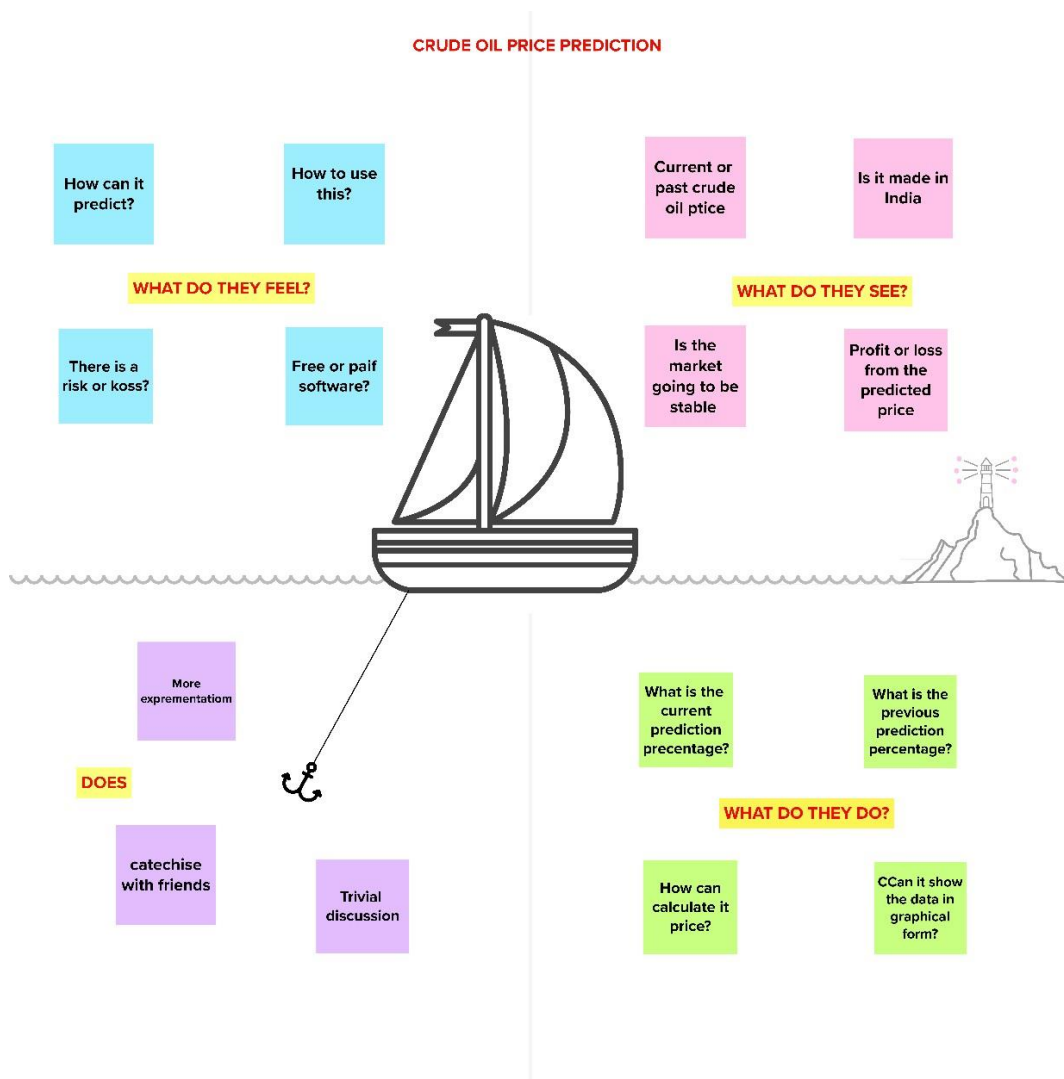 CRUDE OIL PRICE PREDICTION
How can it
predict?
How to use
this?
WHAT DO THEY FEEL?
There is a
risk or koss?
Free or paif
software?
Current or
past crude
oil ptice
Is it made in
India
WHAT DO THEY SEE?
Is the
market
going to be
stable
Profit or loss
from the
predicted
price
More
exprementatiom
DOES
catechise
with friends
Trivial
discussion
What is the
current
prediction
precentage?
What is the
previous
prediction
percentage?
WHAT DO THEY DO?
How can
calculate it
price?
CCan it show
the data in
graphical
form?